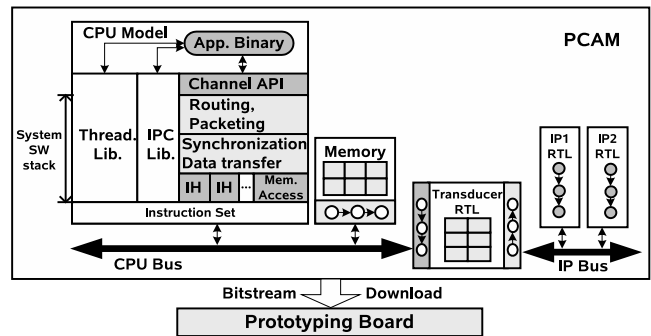 CPU Model
App. Binary
PCAM
Channel API
Routing,
Packeting
System
SW
stack
Thread.
Lib.
IPC
Lib.
Synchronization
Data transfer
IH
IH
...
Mem.
Access
Instruction Set
Memory
Transducer
RTL
IP1
RTL
IP2
RTL
CPU Bus
IP Bus
Bitstream
Download
Prototyping Board